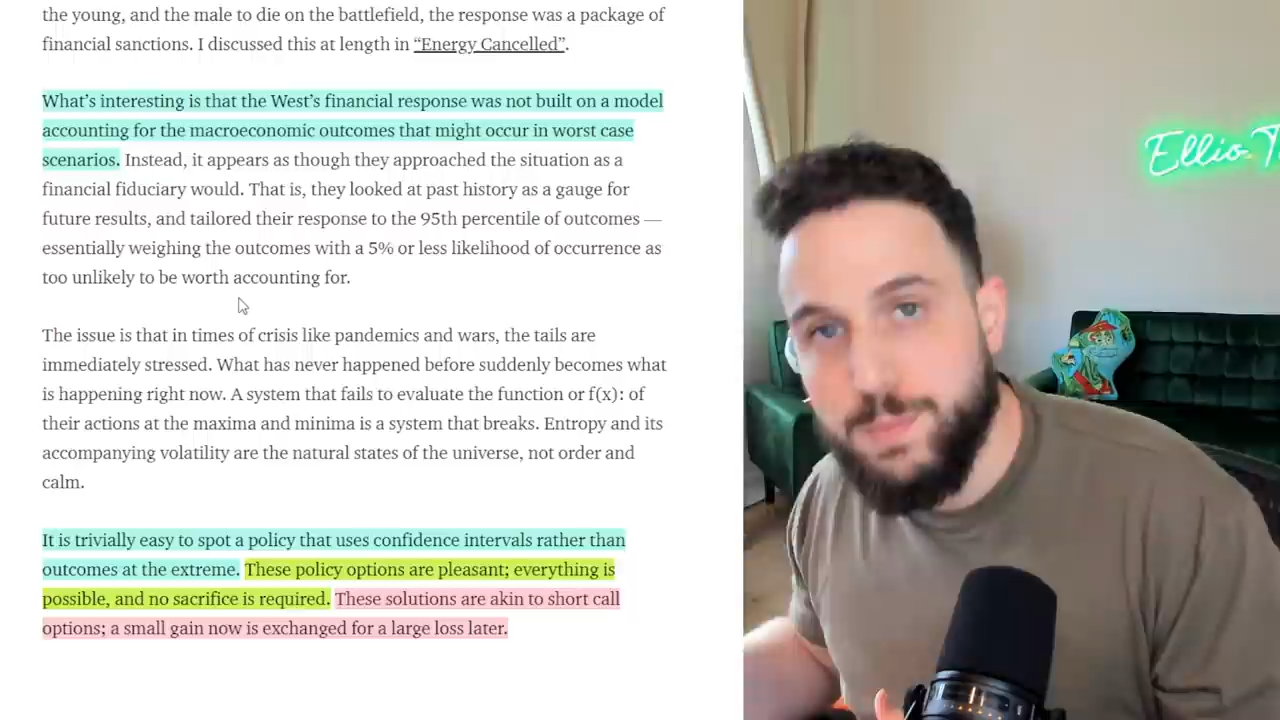 the young, and the male to die on the battlefield, the response was a package of
financial sanctions. I discussed this at length in “Energy Cancelled”.
What’s interesting is that the West’s financial response was not built on a model
accounting for the macroeconomic outcomes that might occur in worst case
scenarios. Instead, it appears as though they approached the situation as a
financial fiduciary would. That is, they looked at past history as a gauge for
future results, and tailored their response to the 95th percentile of outcomes —
essentially weighing the outcomes with a 5% or less likelihood of occurrence as
too unlikely to be worth accounting for.
The issue is that in times of crisis like pandemics and wars, the tails are
immediately stressed. What has never happened before suddenly becomes what
is happening right now. A system that fails to evaluate the function or f(x): of
their actions at the maxima and minima is a system that breaks. Entropy and its
accompanying volatility are the natural states of the universe, not order and
calm.
It is trivially easy to spot a policy that uses confidence intervals rather than
outcomes at the extreme. These policy options are pleasant; everything is
possible, and no sacrifice is required. These solutions are akin to short call
options; a small gain now is exchanged for a large loss later.
Ellio T